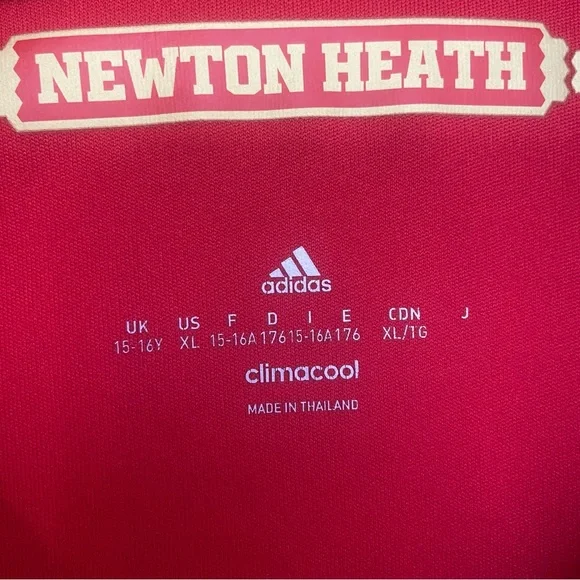 NEWTON HEATH
adidas
UK US F D I E CDN J
15-16Y XL 15-16A 176 15-16A 176 XL/TG
climacool
MADE IN THAILAND